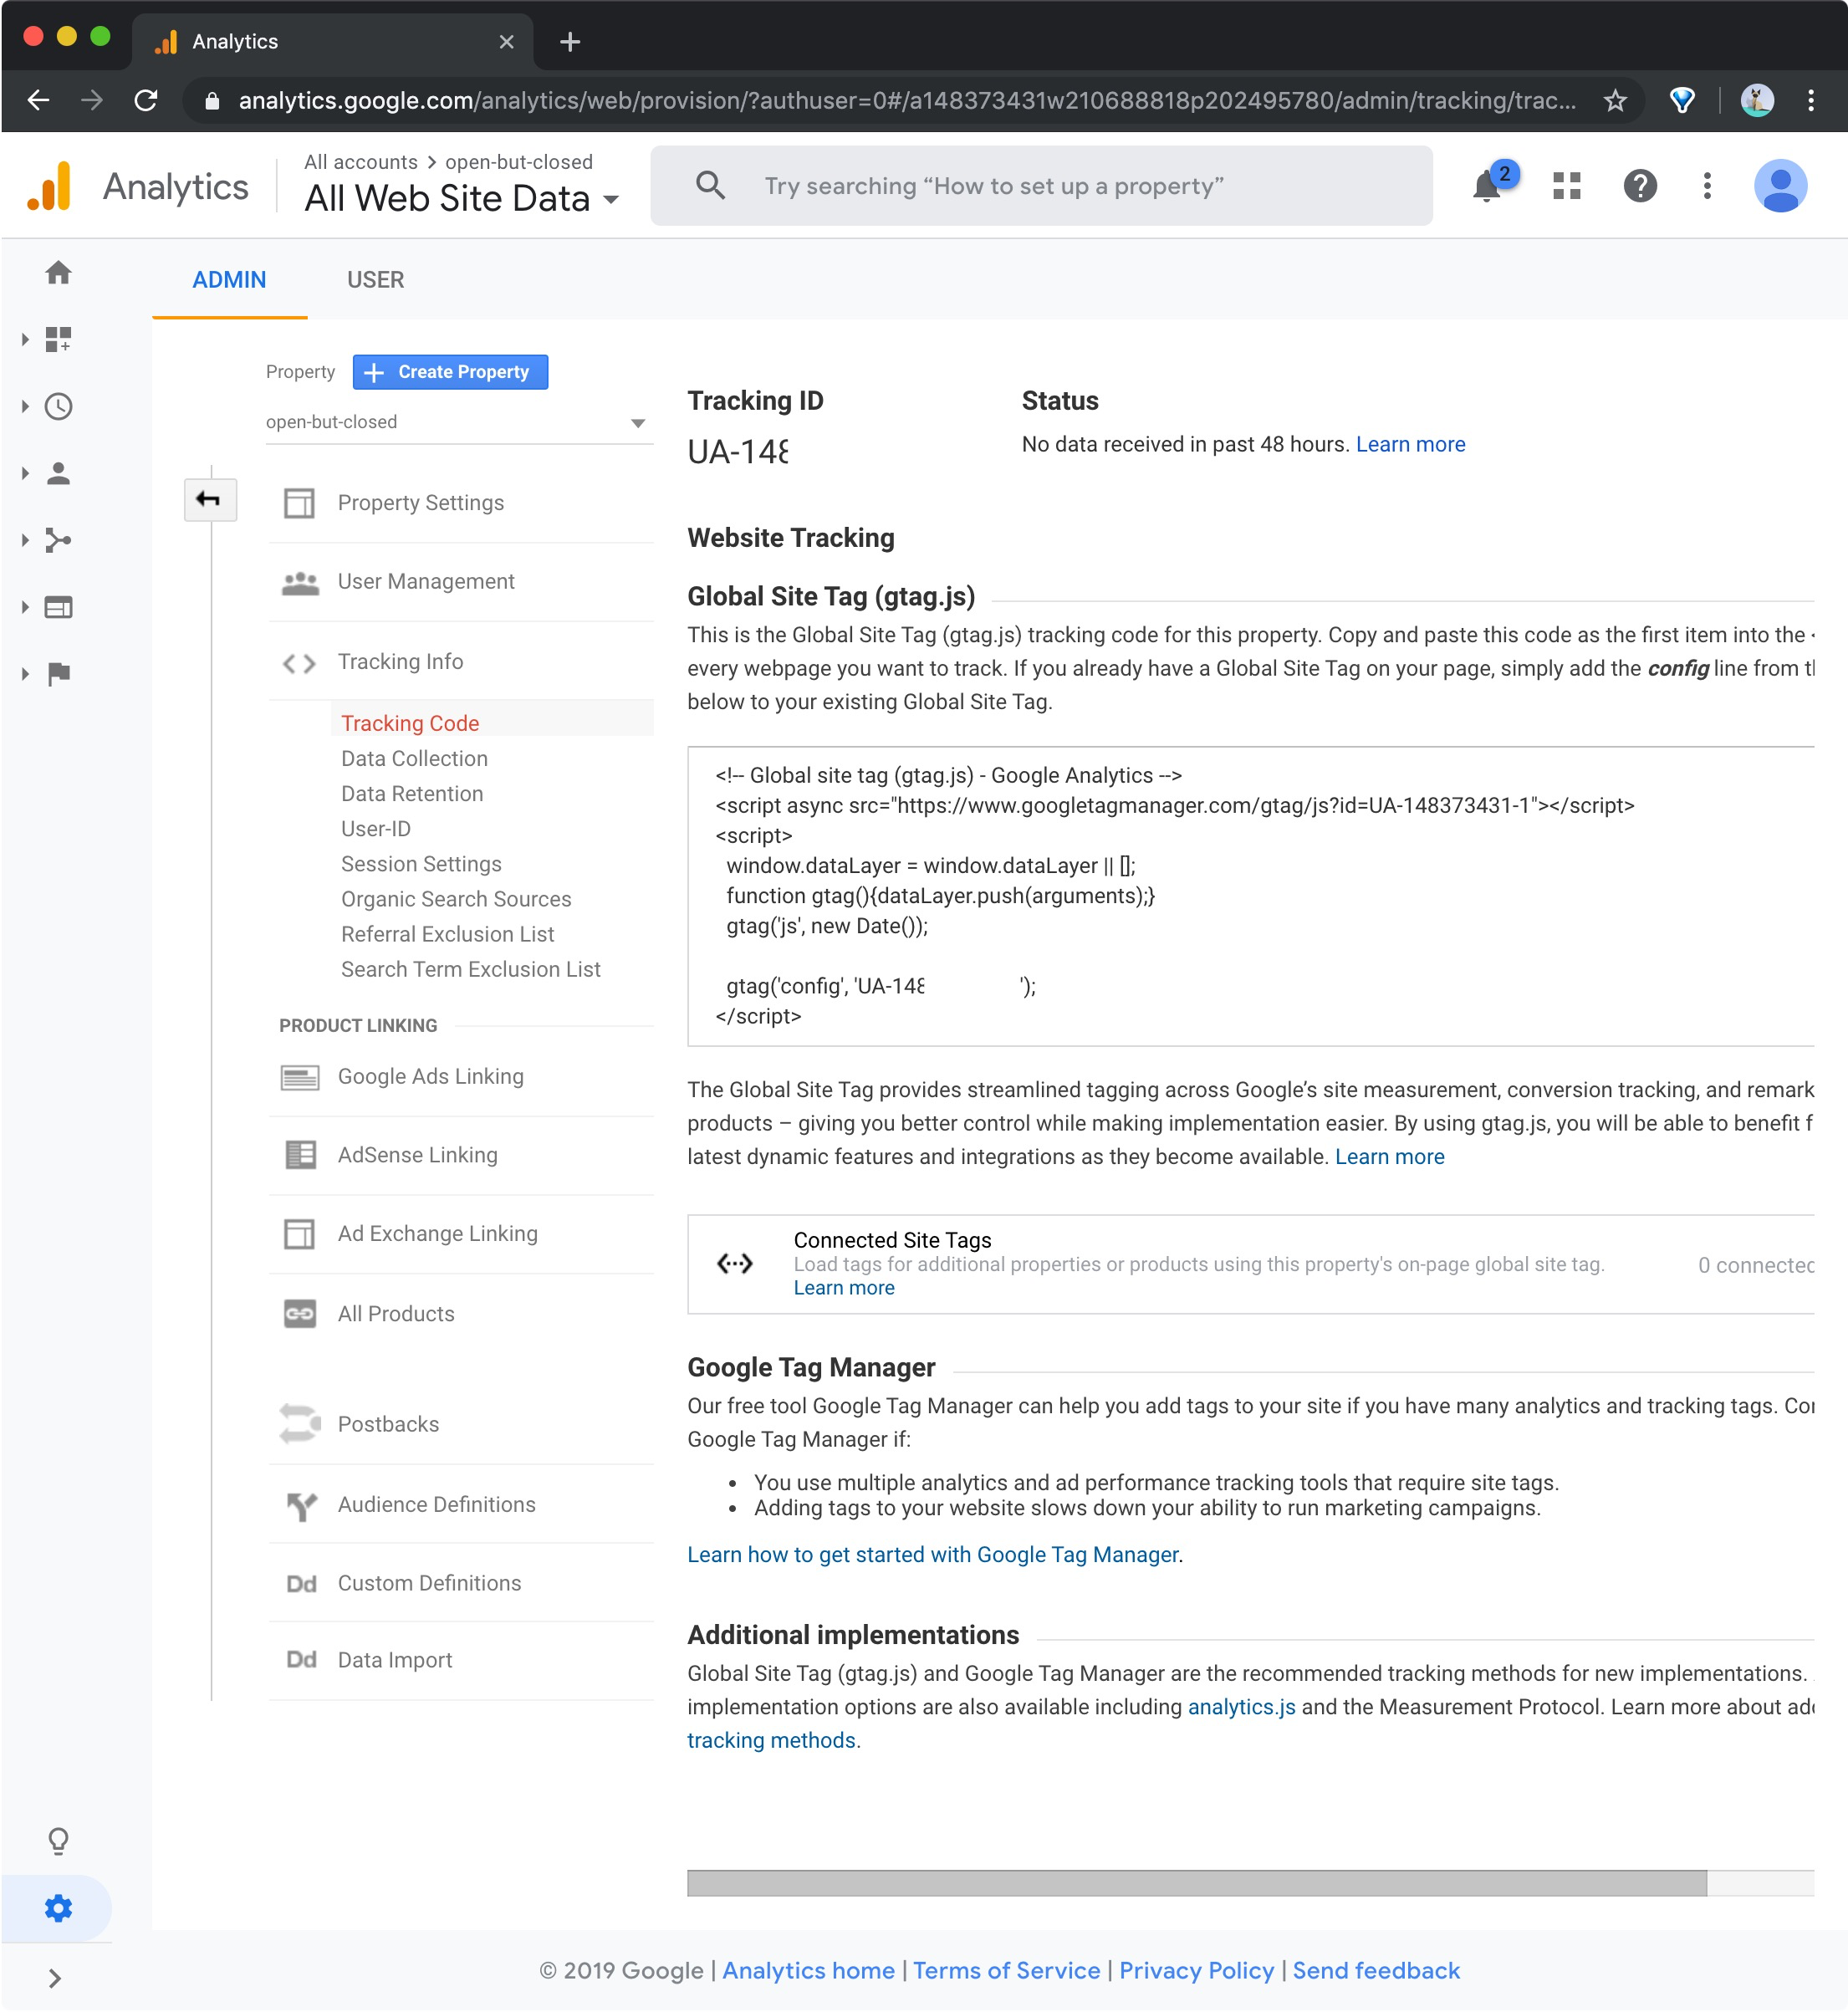 Analytics
analytics.google.com/analytics/web/provision/?authuser=0#/a148373431w210688818p202495780/admin/tracking/trac...
Analytics
All accounts > open-but-closed
All Web Site Data
Try searching “How to set up a property”
2
ADMIN USER
Property Create Property
open-but-closed
Property Settings
User Management
Tracking Info
Tracking Code
Data Collection
Data Retention
User-ID
Session Settings
Organic Search Sources
Referral Exclusion List
Search Term Exclusion List
PRODUCT LINKING
Google Ads Linking
AdSense Linking
Ad Exchange Linking
All Products
Postbacks
Audience Definitions
Dd Custom Definitions
Dd Data Import
Tracking ID
UA-148
Status
No data received in past 48 hours. Learn more
Website Tracking
Global Site Tag (gtag.js)
This is the Global Site Tag (gtag.js) tracking code for this property. Copy and paste this code as the first item into the <
every webpage you want to track. If you already have a Global Site Tag on your page, simply add the config line from
below to your existing Global Site Tag.
<!-- Global site tag (gtag.js) - Google Analytics -->
<script async src="https://www.googletagmanager.com/gtag/js?id=UA-148373431-1"></script>
<script>
window.dataLayer = window.dataLayer || [];
function gtag(){dataLayer.push(arguments);}
gtag('js', new Date());
gtag('config', 'UA-148 ');
</script>
The Global Site Tag provides streamlined tagging across Google’s site measurement, conversion tracking, and remark
products – giving you better control while making implementation easier. By using gtag.js, you will be able to benefit f
latest dynamic features and integrations as they become available. Learn more
Connected Site Tags
Load tags for additional properties or products using this property's on-page global site tag.
Learn more
0 connected
Google Tag Manager
Our free tool Google Tag Manager can help you add tags to your site if you have many analytics and tracking tags.
Google Tag Manager if:
• You use multiple analytics and ad performance tracking tools that require site tags.
• Adding tags to your website slows down your ability to run marketing campaigns.
Learn how to get started with Google Tag Manager.
Additional implementations
Global Site Tag (gtag.js) and Google Tag Manager are the recommended tracking methods for new implementations.
implementation options are also available including analytics.js and the Measurement Protocol. Learn more about
tracking methods.
© 2019 Google | Analytics home | Terms of Service | Privacy Policy | Send feedback